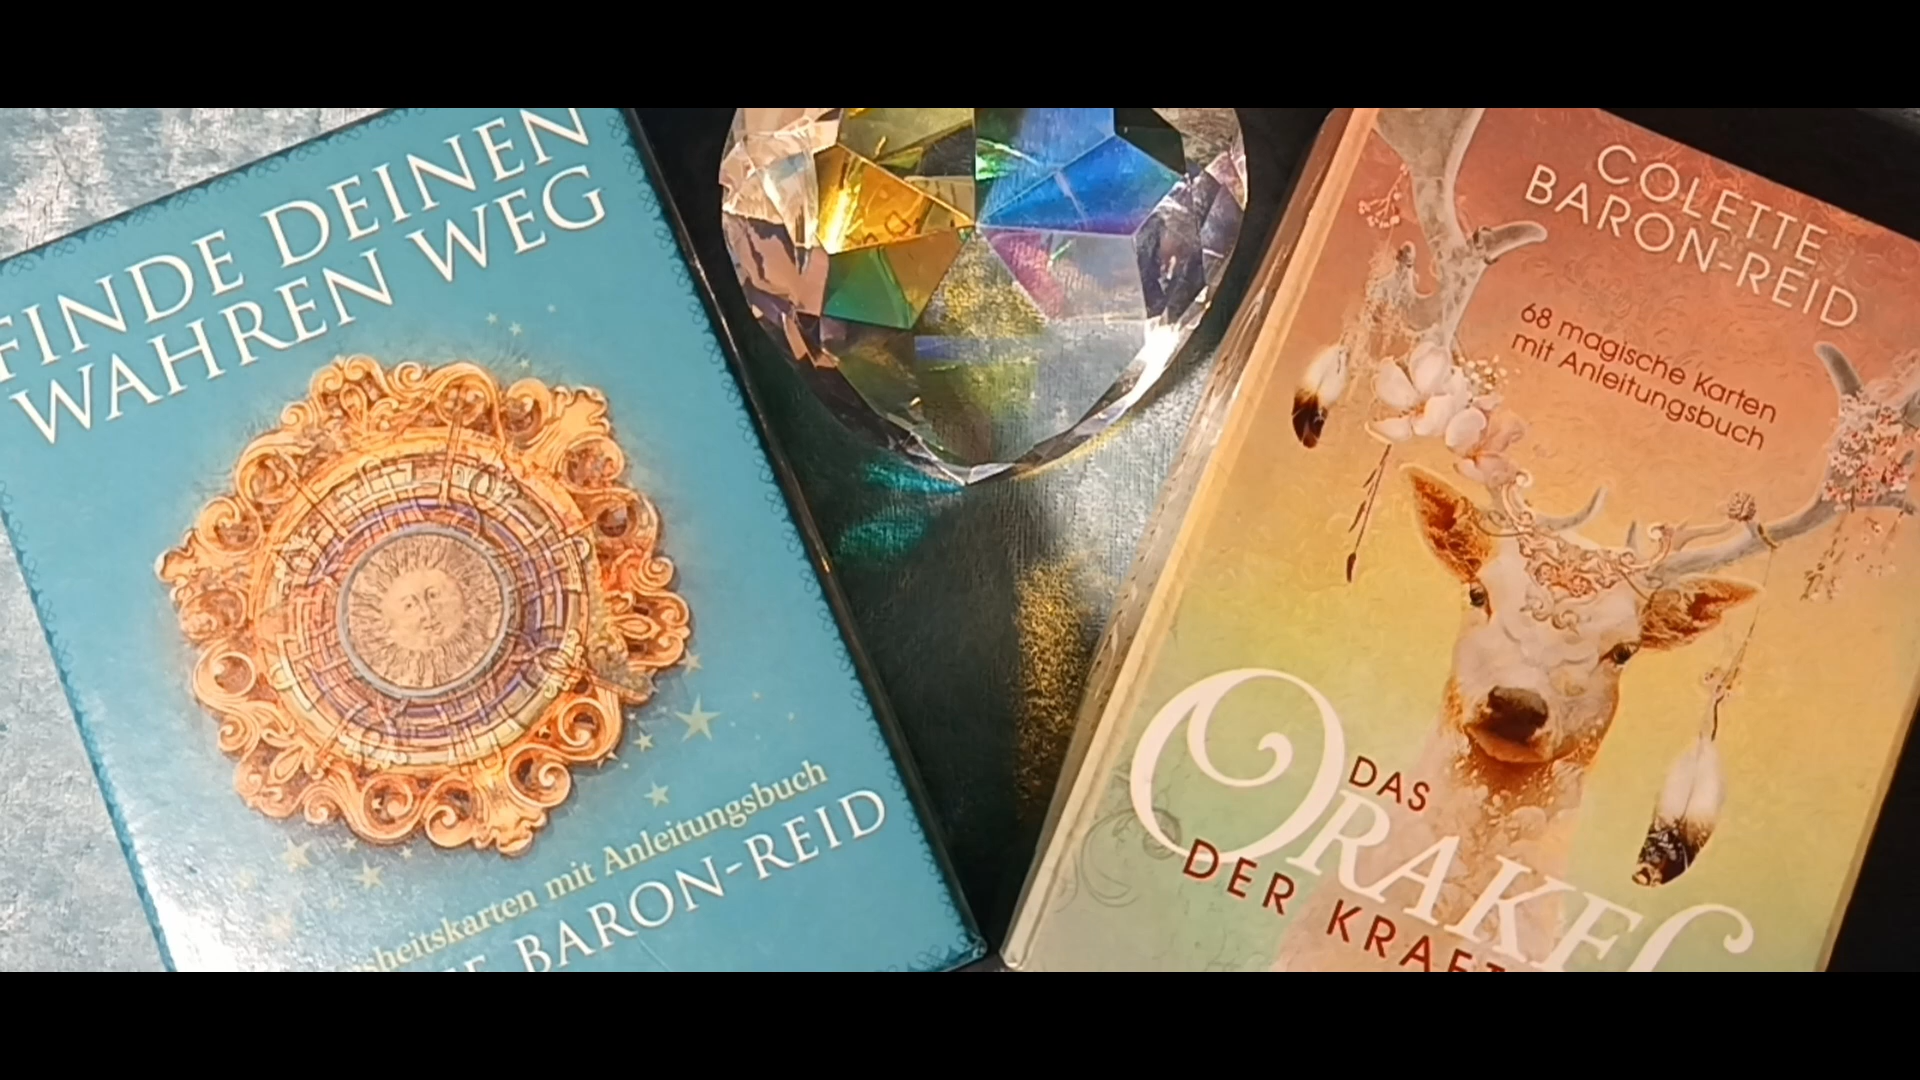 FINDE DEINEN
WAHREN WEG
mit Anleitungsbuch
BARON-REID
COLETTE
BARON-REID
68 magische Karten
mit Anleitungsbuch
DAS
ORAKEL
DER